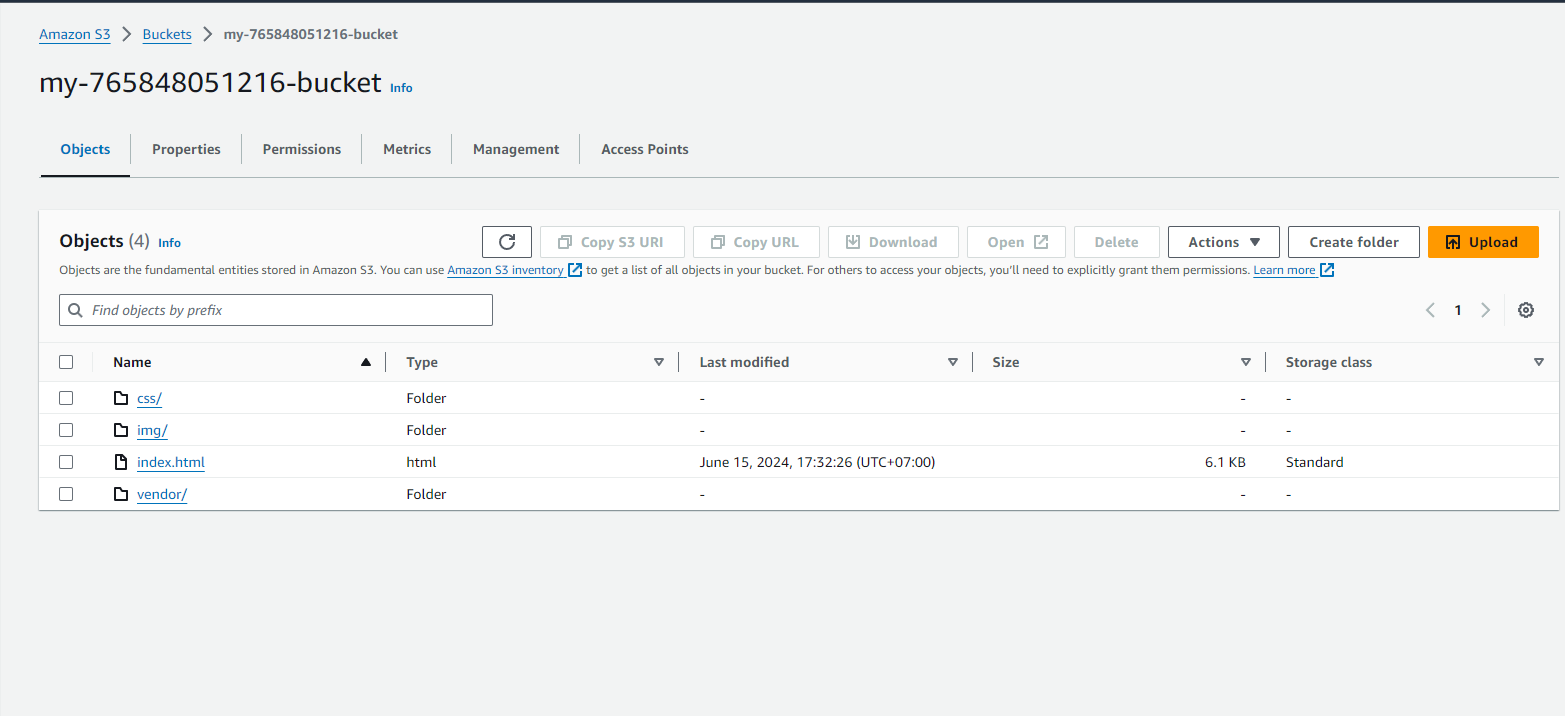 Amazon S3 > Buckets > my-765848051216-bucket
my-765848051216-bucket Info
Objects Properties Permissions Metrics Management Access Points
Objects (4) Info Copy S3 URI Copy URL Download Open Delete Actions Create folder Upload
Objects are the fundamental entities stored in Amazon S3. You can use Amazon S3 inventory to get a list of all objects in your bucket. For others to access your objects, you'll need to explicitly grant them permissions. Learn more
Find objects by prefix 1
Name Type Last modified Size Storage class
css/ Folder - - -
img/ Folder - - -
index.html html June 15, 2024, 17:32:26 (UTC+07:00) 6.1 KB Standard
vendor/ Folder - - -